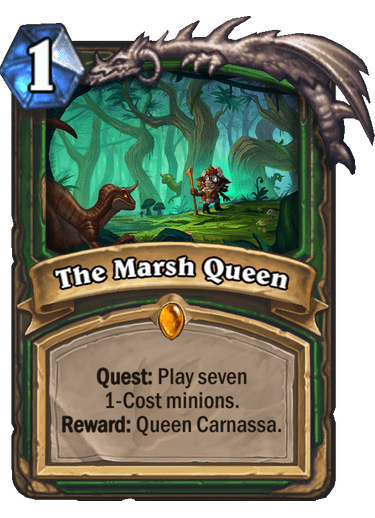 1
The Marsh Queen
Quest: Play seven
1-Cost minions.
Reward: Queen Carnassa.